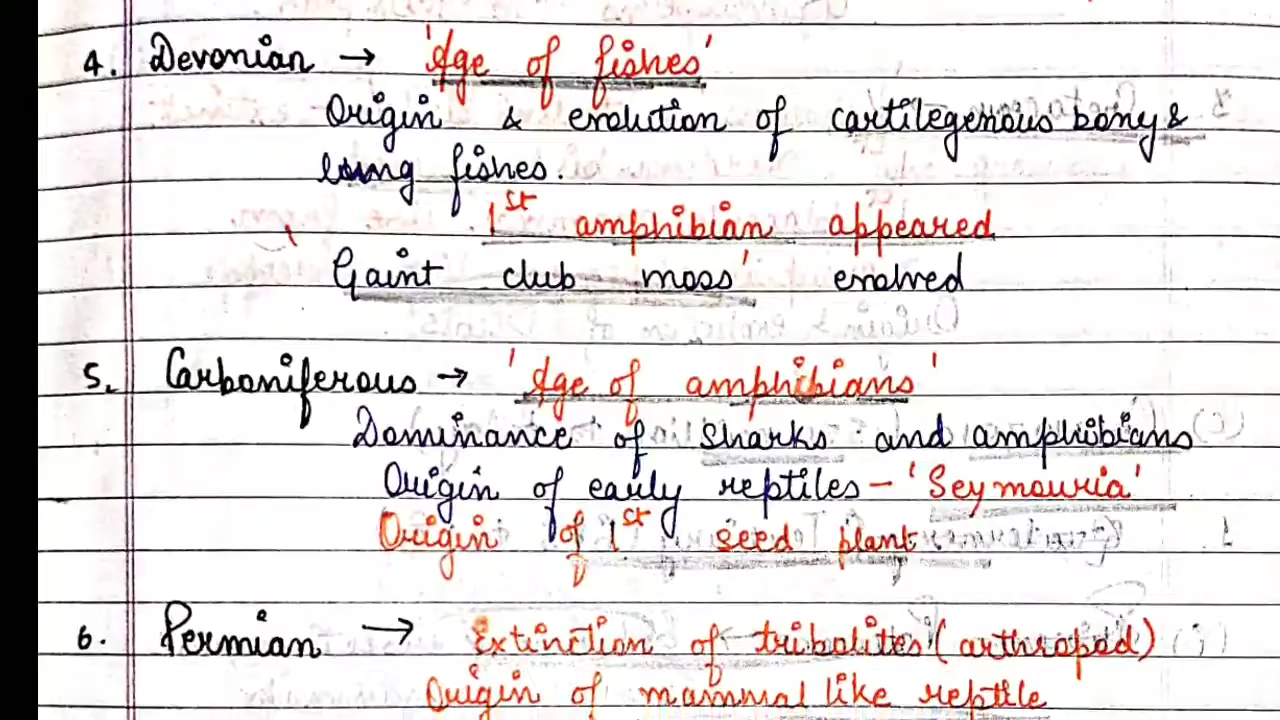 4. Devonian → 'Age of fishes'
Origin & evolution of cartilegenous bony &
lung fishes.
1st amphibian appeared
'Gaint club moss' evolved
5. Carboniferous → 'Age of amphibians'
Dominance of sharks and amphibians
Origin of early reptiles - 'Seymouria'
Origin of 1st seed plant
6. Permian → Extinction of tribolites (arthropod)
Origin of mammal like reptile